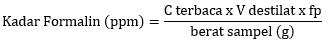 Kadar Formalin (ppm) = C terbaca x V destilat x fp / berat sampel (g)